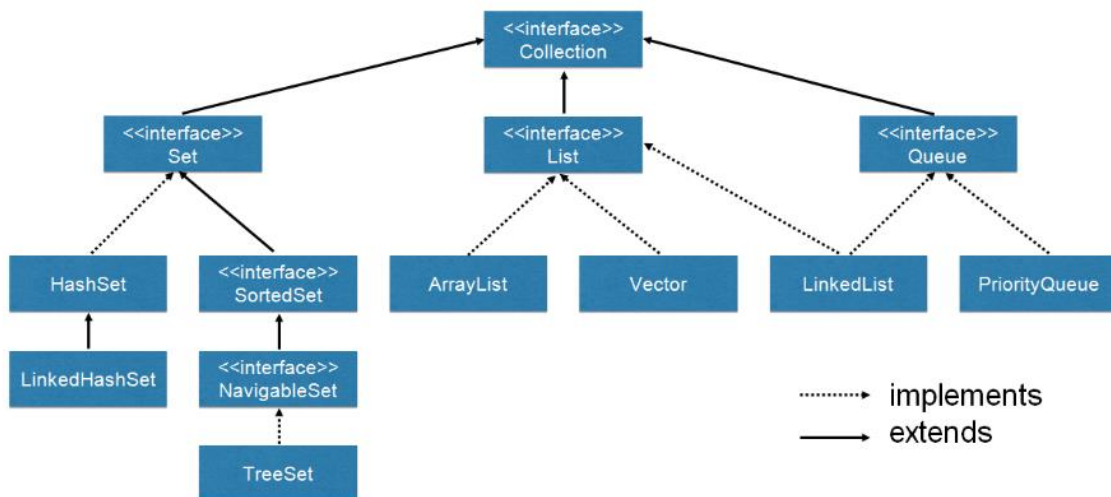 <<interface>>
Collection
<<interface>>
Set
<<interface>>
List
<<interface>>
Queue
HashSet
<<interface>>
SortedSet
ArrayList
Vector
LinkedList
PriorityQueue
LinkedHashSet
<<interface>>
NavigableSet
TreeSet
implements
extends